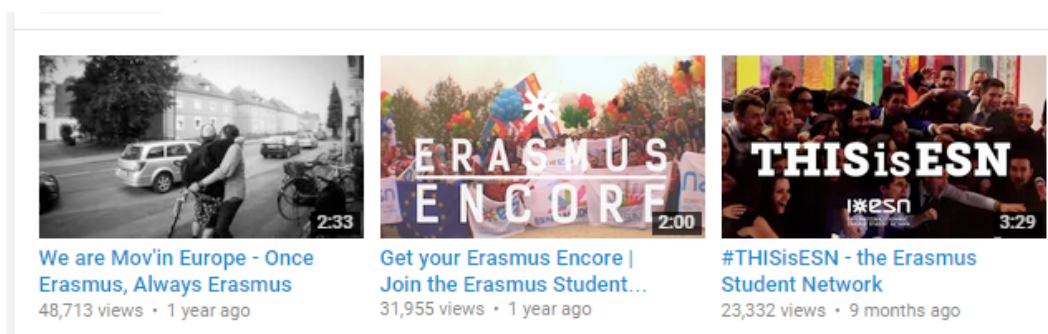 2:33
We are Mov'in Europe - Once
Erasmus, Always Erasmus
48,713 views • 1 year ago
ERASMUS
ENCORE
2:00
Get your Erasmus Encore |
Join the Erasmus Student...
31,955 views • 1 year ago
THISisESN
esn
3:29
#THISisESN - the Erasmus
Student Network
23,332 views • 9 months ago